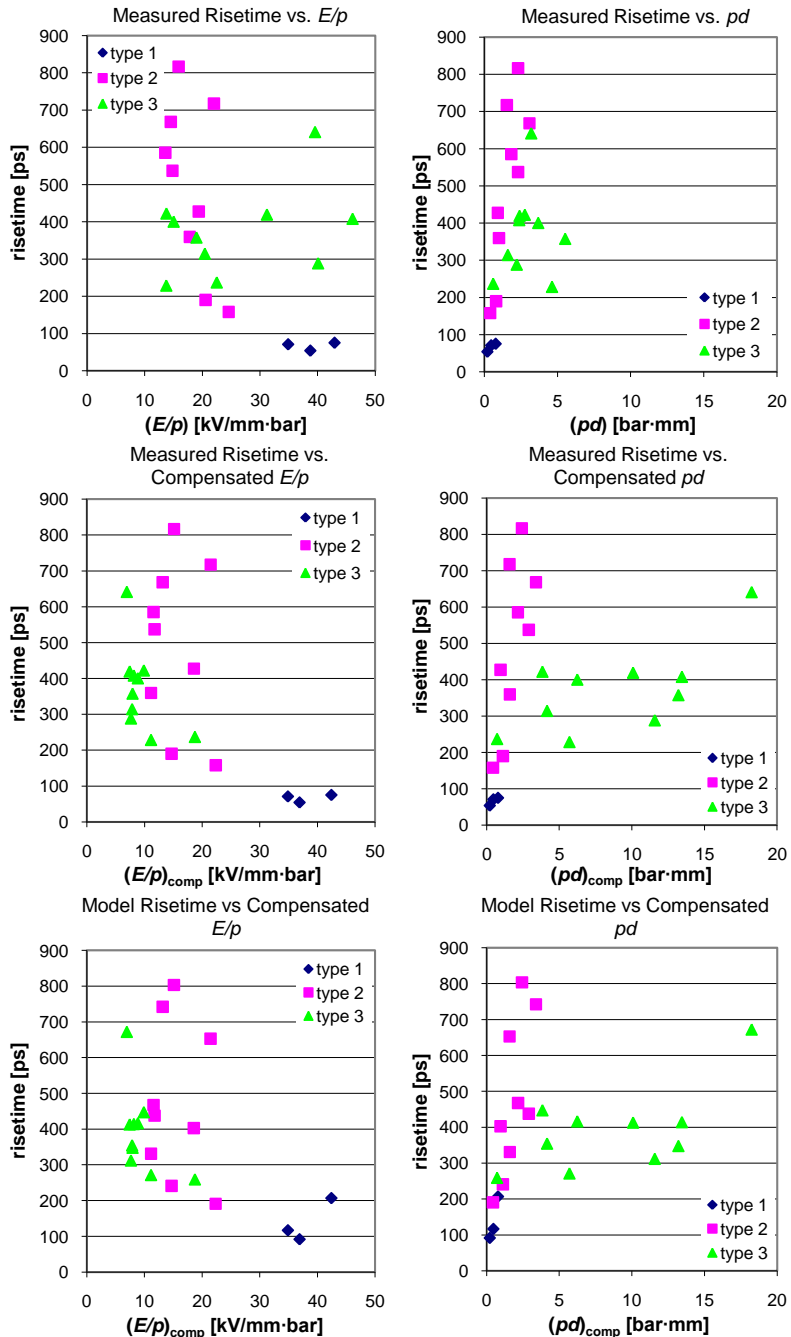 Measured Risetime vs. E/p
900
800
700
600
500
400
300
200
100
0
risetime [ps]
type 1
type 2
type 3
0 10 20 30 40 50
(E/p) [kV/mm·bar]
Measured Risetime vs. pd
900
800
700
600
500
400
300
200
100
0
risetime [ps]
type 1
type 2
type 3
0 5 10 15 20
(pd) [bar·mm]
Measured Risetime vs.
Compensated E/p
900
800
700
600
500
400
300
200
100
0
risetime [ps]
type 1
type 2
type 3
0 10 20 30 40 50
(E/p)comp [kV/mm·bar]
Measured Risetime vs.
Compensated pd
900
800
700
600
500
400
300
200
100
0
risetime [ps]
type 1
type 2
type 3
0 5 10 15 20
(pd)comp [bar·mm]
Model Risetime vs Compensated
E/p
900
800
700
600
500
400
300
200
100
0
risetime [ps]
type 1
type 2
type 3
0 10 20 30 40 50
(E/p)comp [kV/mm·bar]
Model Risetime vs Compensated
pd
900
800
700
600
500
400
300
200
100
0
risetime [ps]
type 1
type 2
type 3
0 5 10 15 20
(pd)comp [bar·mm]